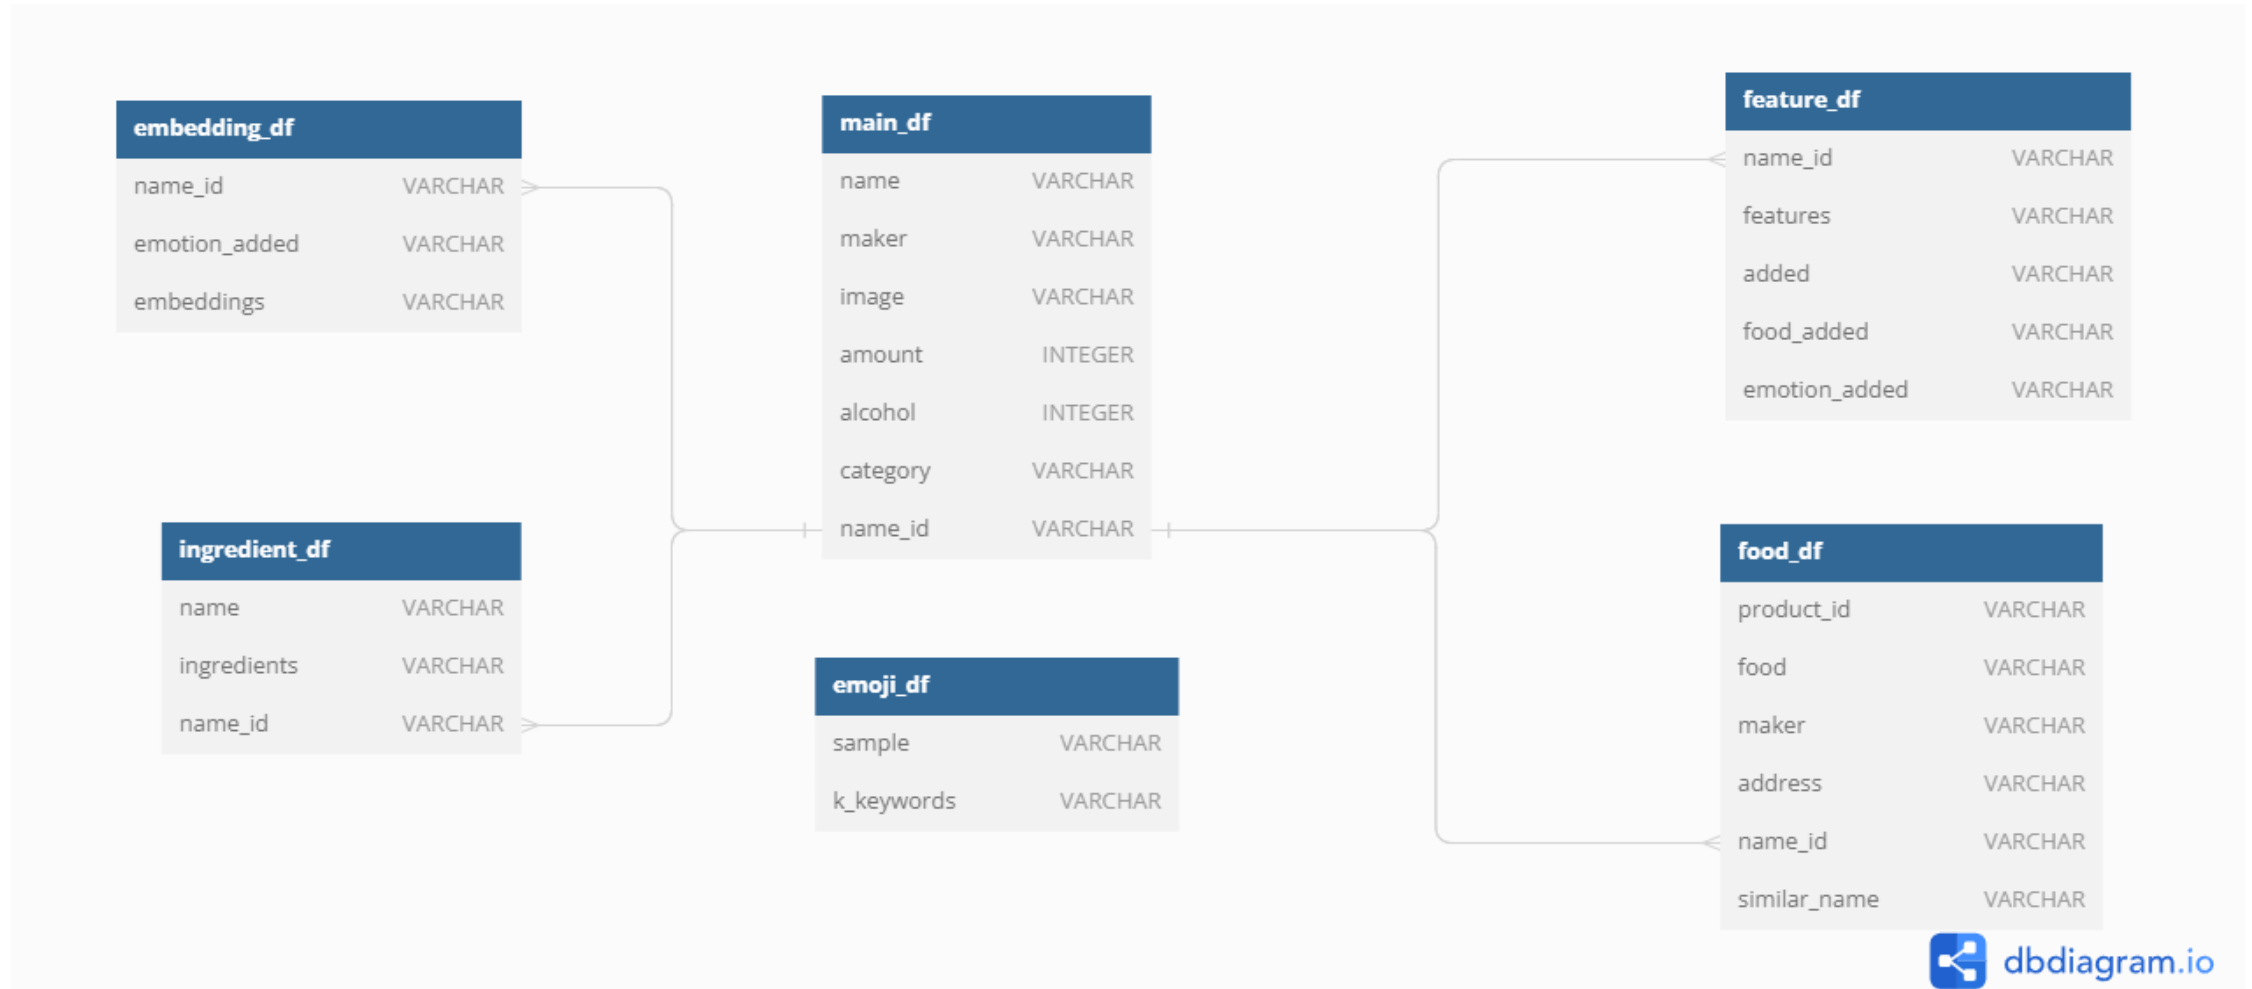 embedding_df
name_id VARCHAR
emotion_added VARCHAR
embeddings VARCHAR
ingredient_df
name VARCHAR
ingredients VARCHAR
name_id VARCHAR
main_df
name VARCHAR
maker VARCHAR
image VARCHAR
amount INTEGER
alcohol INTEGER
category VARCHAR
name_id VARCHAR
emoji_df
sample VARCHAR
k_keywords VARCHAR
feature_df
name_id VARCHAR
features VARCHAR
added VARCHAR
food_added VARCHAR
emotion_added VARCHAR
food_df
product_id VARCHAR
food VARCHAR
maker VARCHAR
address VARCHAR
name_id VARCHAR
similar_name VARCHAR
dbdiagram.io